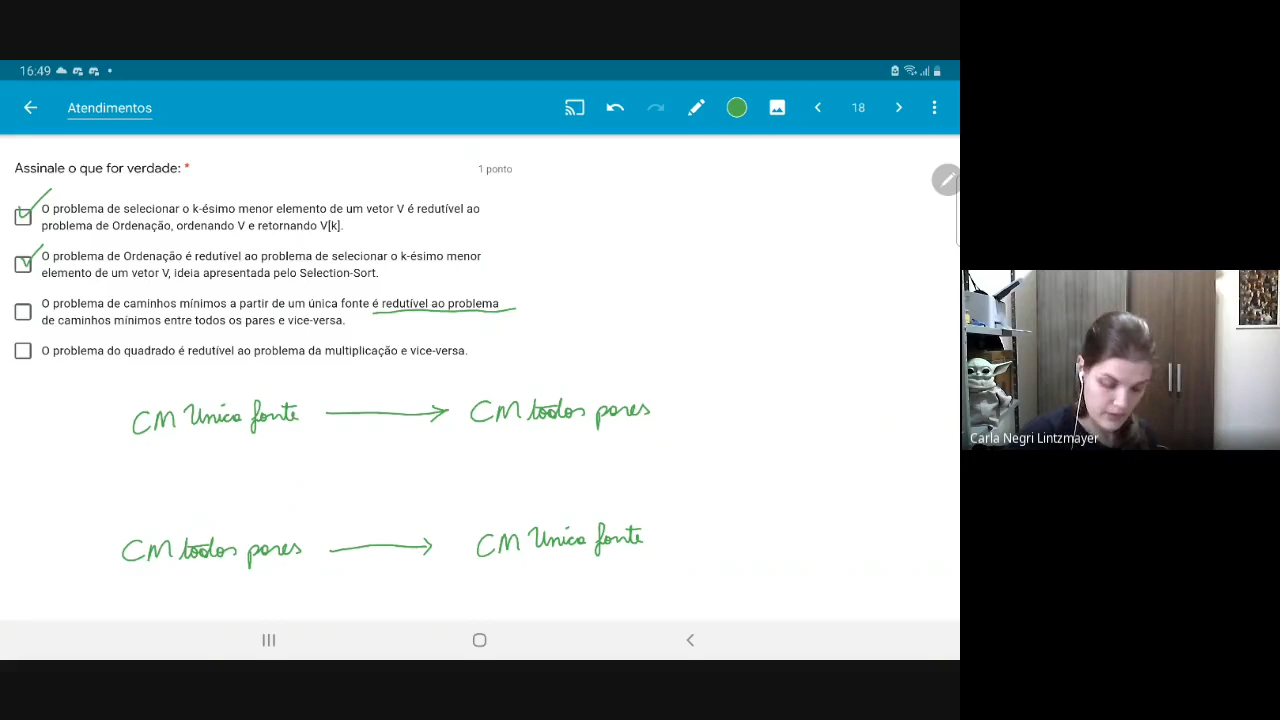 16:49
Atendimentos
18
Assinale o que for verdade: *
1 ponto
O problema de selecionar o k-ésimo menor elemento de um vetor V é redutível ao
problema de Ordenação, ordenando V e retornando V[k].
O problema de Ordenação é redutível ao problema de selecionar o k-ésimo menor
elemento de um vetor V, ideia apresentada pelo Selection-Sort.
O problema de caminhos mínimos a partir de um única fonte é redutível ao problema
de caminhos mínimos entre todos os pares e vice-versa.
O problema do quadrado é redutível ao problema da multiplicação e vice-versa.
CM Única fonte → CM todos pares
CM todos pares → CM Única fonte
Carla Negri Lintzmayer